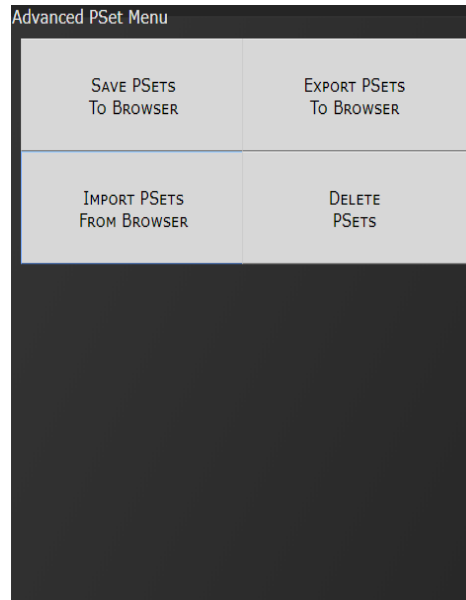 Advanced PSet Menu
Save PSets
To Browser
Export PSets
To Browser
Import PSets
From Browser
Delete
PSets